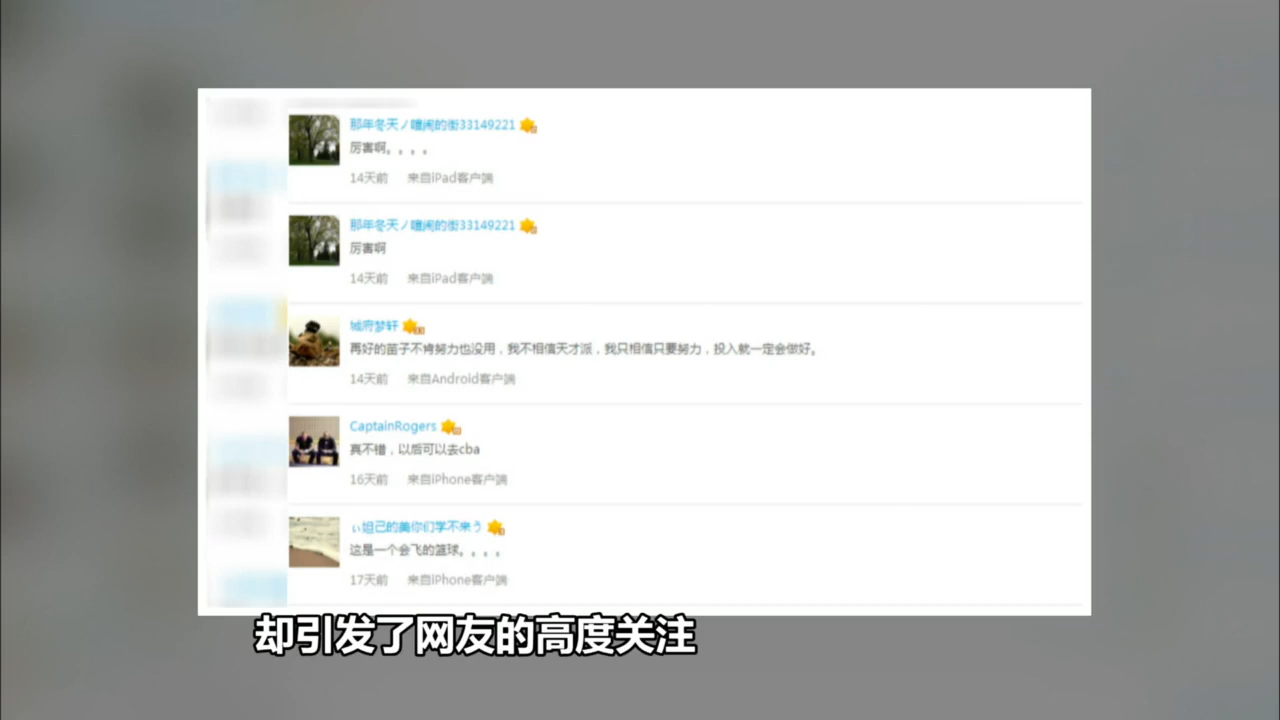 那年冬天ノ喧闹的街33149221
厉害啊。。。。
14天前 来自iPad客户端
那年冬天ノ喧闹的街33149221
厉害啊
14天前 来自iPad客户端
城府梦轩
再好的苗子不肯努力也没用，我不相信天才派，我只相信只要努力，投入就一定会做好。
14天前 来自Android客户端
CaptainRogers
真不错，以后可以去cba
16天前 来自iPhone客户端
ぃ妲己的美你们学不来う
这是一个会飞的篮球。。。。
17天前 来自iPhone客户端
却引发了网友的高度关注